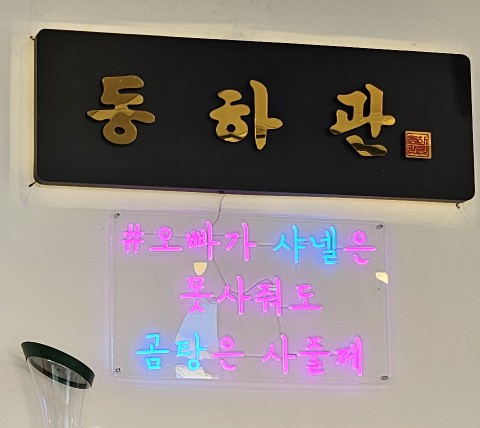 동하관
#오빠가 샤넬은
못사줘도
곰탕은 사줄께